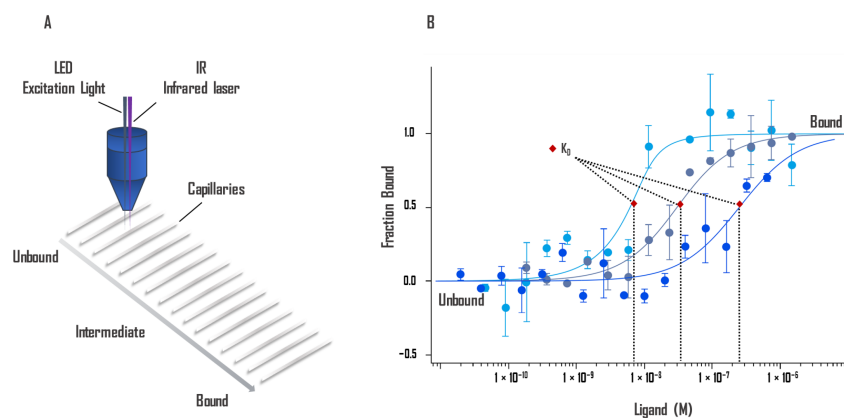 A
LED
Excitation Light
IR
Infrared laser
Capillaries
Unbound
Intermediate
Bound
B
Fraction Bound
1.0
0.5
0.0
−0.5
K_D
Bound
Unbound
1 × 10⁻¹⁰
1 × 10⁻⁹
1 × 10⁻⁸
1 × 10⁻⁷
1 × 10⁻⁶
Ligand (M)